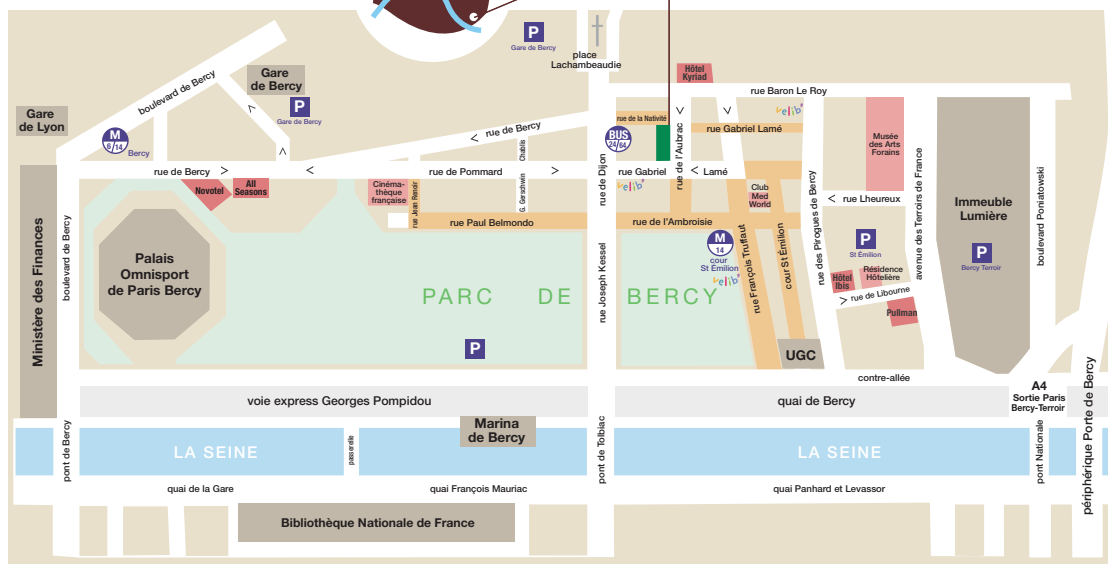 P
Gare de Bercy
place
Lachambeaudie
Hôtel
Kyriad
rue Baron Le Roy
boulevard de Bercy
Gare
de Bercy
P
Gare de Bercy
Gare
de Lyon
M
6/14
Bercy
rue de Bercy
BUS
24/64
rue de la Nativité
rue de l'Aubrac
velib'
rue Gabriel Lamé
Musée
des Arts
Forains
Chablis
rue de Bercy
rue de Pommard
rue de Dijon
rue Gabriel
Lamé
velib'
Novotel
All
Seasons
Cinéma-
thèque
française
rue Jean Renoir
G. Gerschwin
Club
Med
World
rue Lheureux
rue des Pirogues de Bercy
avenue des Terroirs de France
Immeuble
Lumière
boulevard Poniatowski
Ministère des Finances
boulevard de Bercy
rue Paul Belmondo
rue de l'Ambroisie
Palais
Omnisport
de Paris Bercy
M
14
cour
St Émilion
velib'
rue François Truffaut
cour St Émilion
P
St Émilion
P
Bercy Terroir
Hôtel
Ibis
Résidence
Hôtelière
rue de Libourne
Pullman
rue Joseph Kessel
PARC DE BERCY
P
UGC
contre-allée
voie express Georges Pompidou
quai de Bercy
A4
Sortie Paris
Bercy-Terroir
périphérique Porte de Bercy
Marina
de Bercy
pont de Bercy
LA SEINE
passerelle
pont de Tolbiac
LA SEINE
pont Nationale
quai de la Gare
quai François Mauriac
quai Panhard et Levassor
Bibliothèque Nationale de France